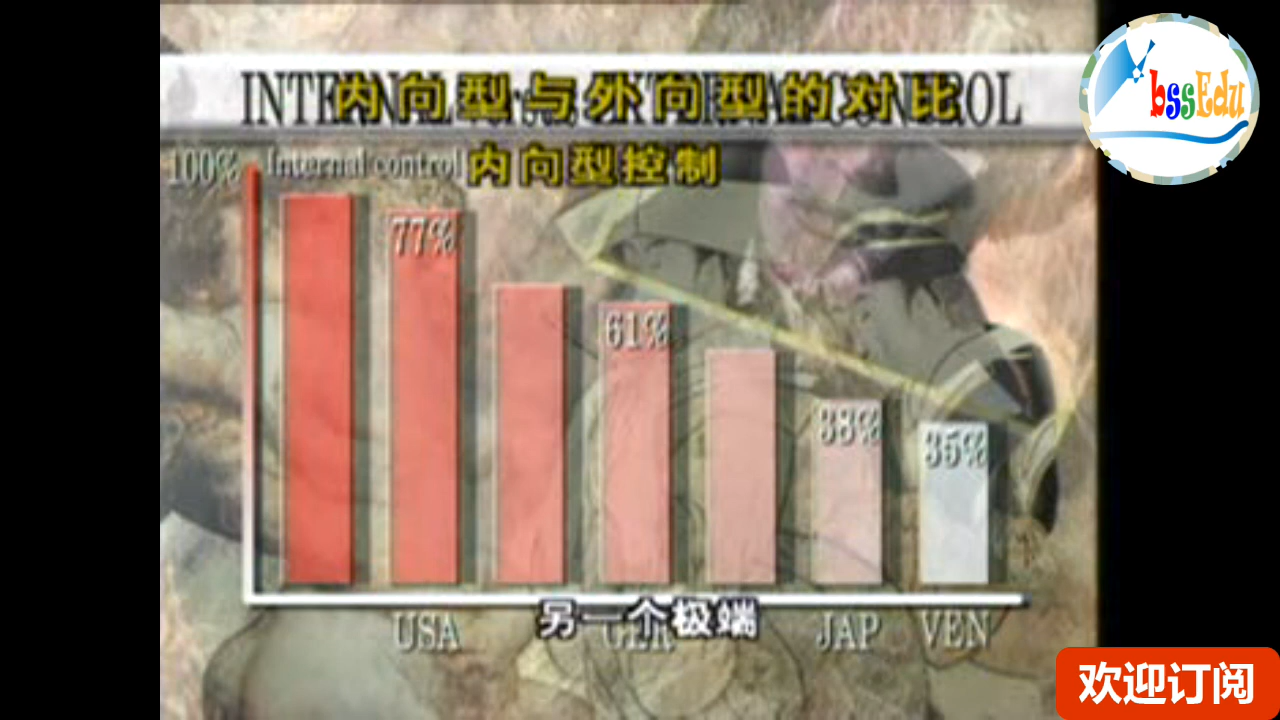 内向型与外向型的对比
bssEdu
100% Internal control 内向型控制
77%
61%
38%
35%
另一个极端
USA GER JAP VEN
欢迎订阅